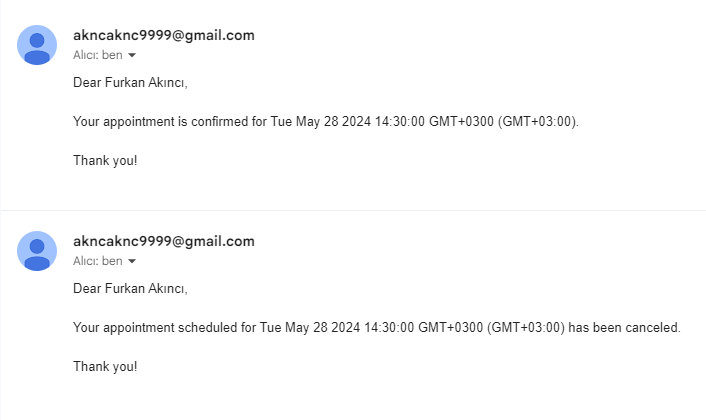 akncaknc9999@gmail.com
Alıcı: ben
Dear Furkan Akıncı,
Your appointment is confirmed for Tue May 28 2024 14:30:00 GMT+0300 (GMT+03:00).
Thank you!
akncaknc9999@gmail.com
Alıcı: ben
Dear Furkan Akıncı,
Your appointment scheduled for Tue May 28 2024 14:30:00 GMT+0300 (GMT+03:00) has been canceled.
Thank you!